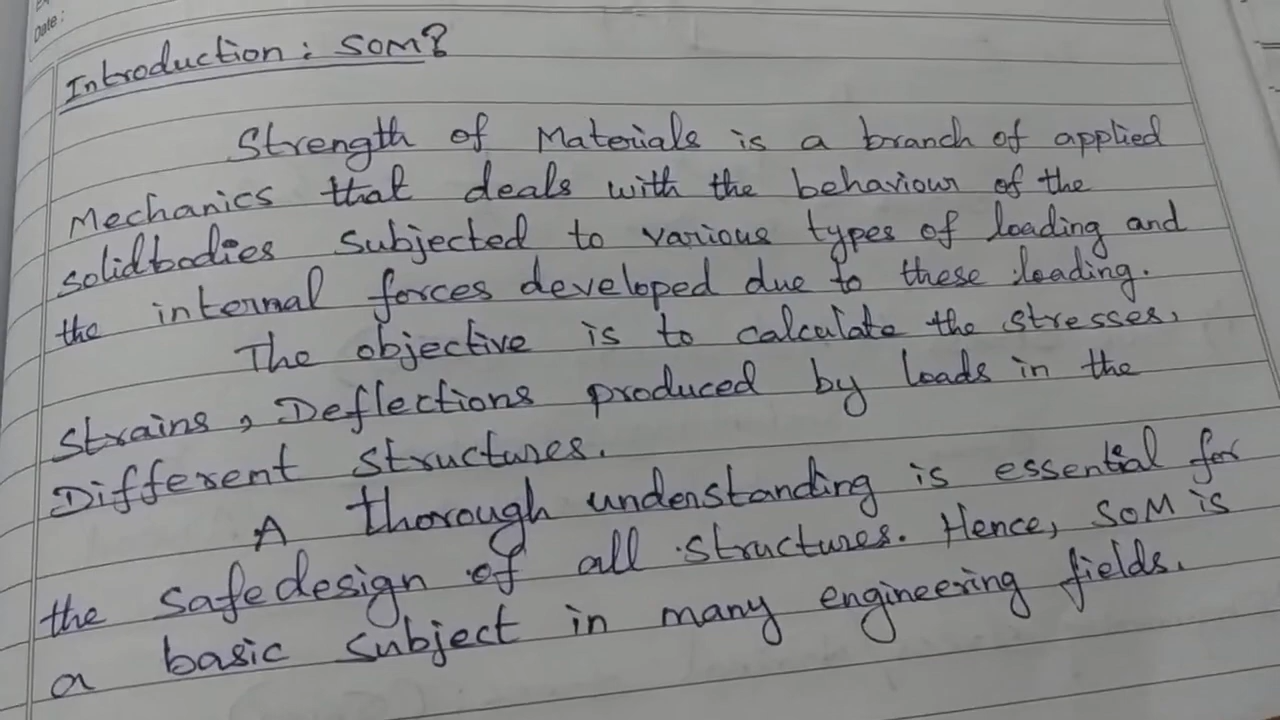 Date :
Introduction : SOM?
Strength of Materials is a branch of applied
Mechanics that deals with the behaviour of the
solidbodies subjected to various types of loading and
the internal forces developed due to these loading.
The objective is to calculate the stresses,
Strains, Deflections produced by loads in the
Different structures.
A thorough understanding is essential for
the safe design of all structures. Hence, SOM is
a basic subject in many engineering fields.